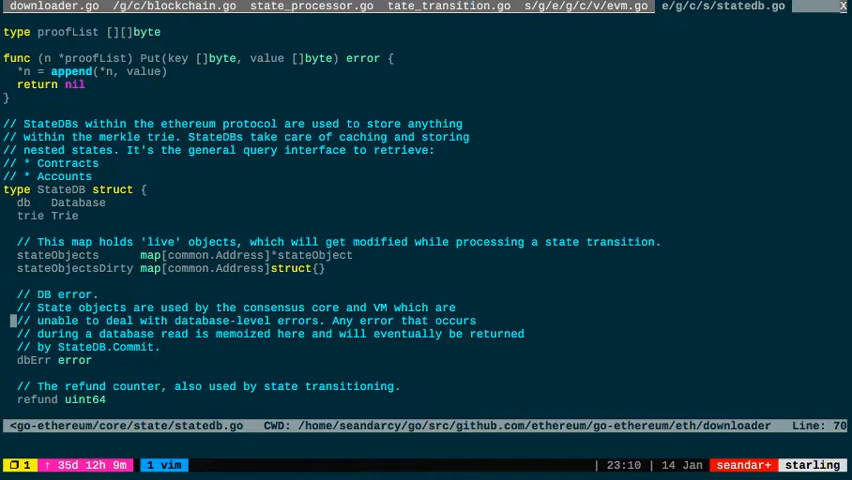 downloader.go /g/c/blockchain.go state_processor.go tate_transition.go s/g/e/g/c/v/evm.go e/g/c/s/statedb.go X
type proofList [][]byte
func (n *proofList) Put(key []byte, value []byte) error {
*n = append(*n, value)
return nil
}
// StateDBs within the ethereum protocol are used to store anything
// within the merkle trie. StateDBs take care of caching and storing
// nested states. It's the general query interface to retrieve:
// * Contracts
// * Accounts
type StateDB struct {
db Database
trie Trie
// This map holds 'live' objects, which will get modified while processing a state transition.
stateObjects map[common.Address]*stateObject
stateObjectsDirty map[common.Address]struct{}
// DB error.
// State objects are used by the consensus core and VM which are
// unable to deal with database-level errors. Any error that occurs
// during a database read is memoized here and will eventually be returned
// by StateDB.Commit.
dbErr error
// The refund counter, also used by state transitioning.
refund uint64
<go-ethereum/core/state/statedb.go CWD: /home/seandarcy/go/src/github.com/ethereum/go-ethereum/eth/downloader Line: 70
1 ↑ 35d 12h 9m 1 vim | 23:10 | 14 Jan seandar+ starling